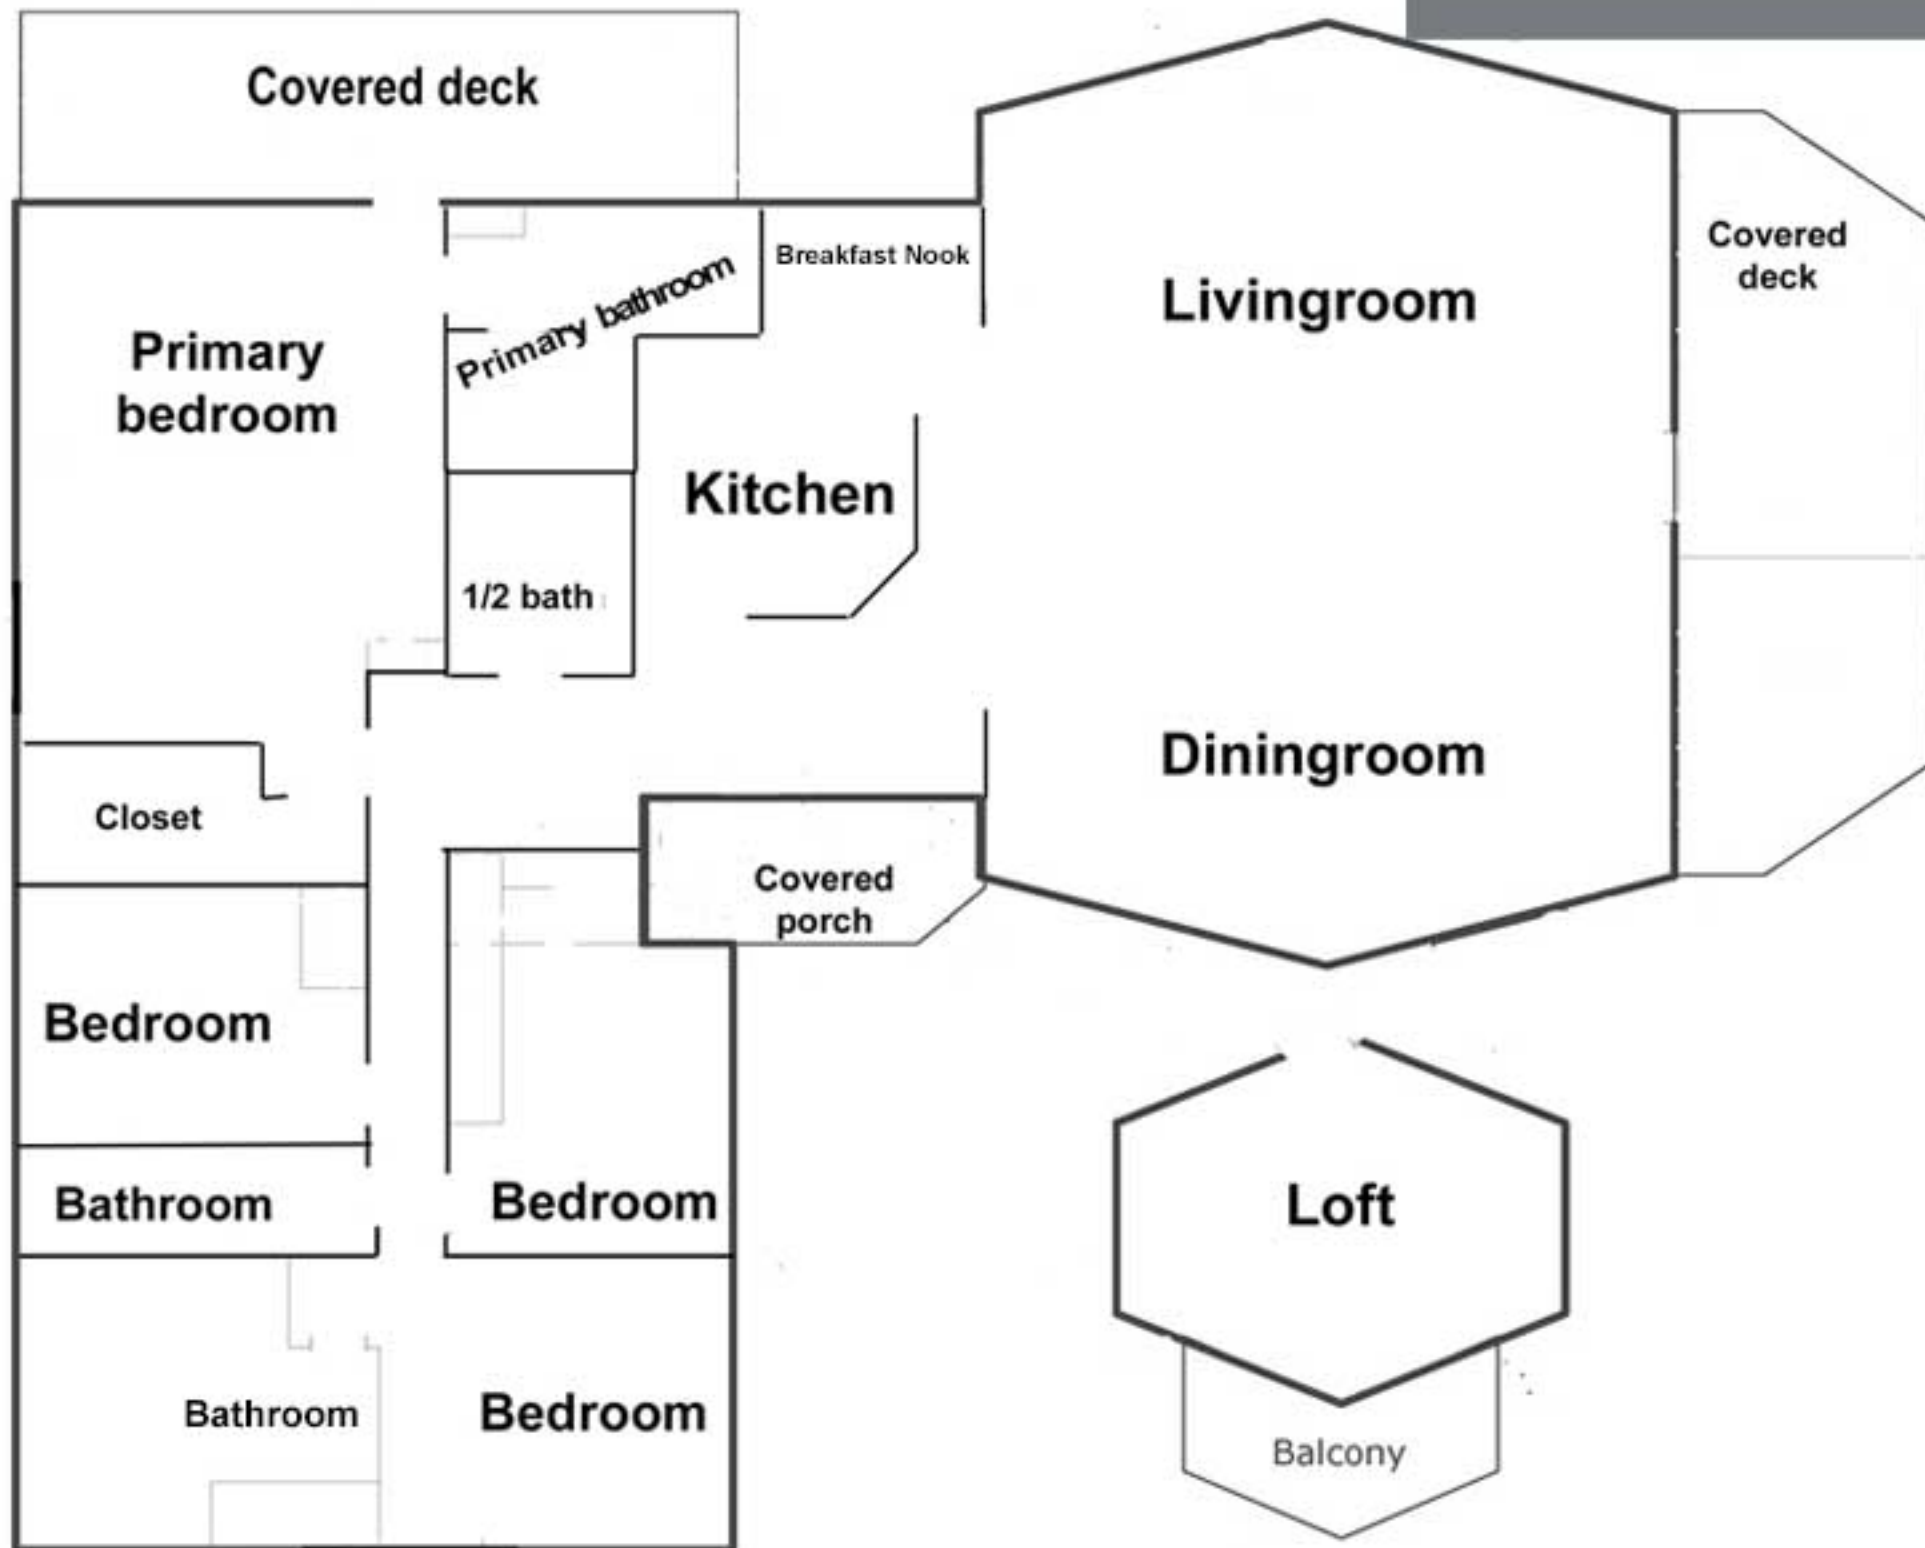 Covered deck
Breakfast Nook
Primary bathroom
Livingroom
Covered
deck
Primary
bedroom
Kitchen
1/2 bath
Diningroom
Closet
Covered
porch
Bedroom
Bathroom
Bedroom
Loft
Bathroom
Bedroom
Balcony